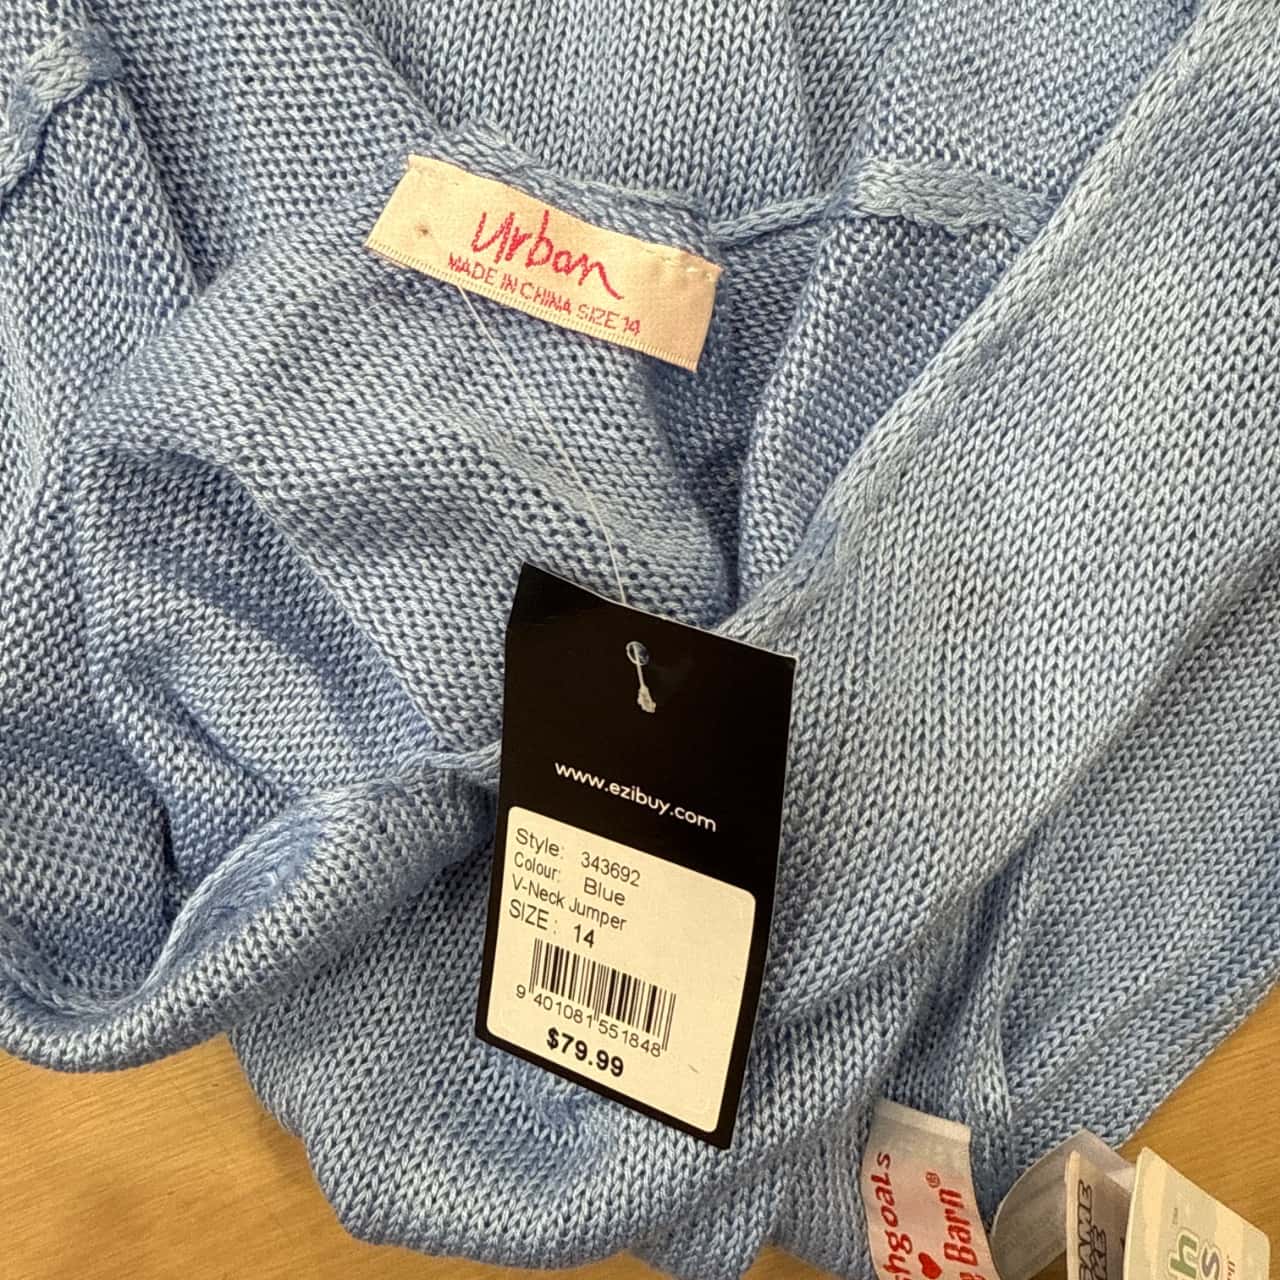 Urban
MADE IN CHINA SIZE 14
www.ezibuy.com
Style: 343692
Colour: Blue
V-Neck Jumper
SIZE: 14
9 401081 551848
$79.99
Barn®